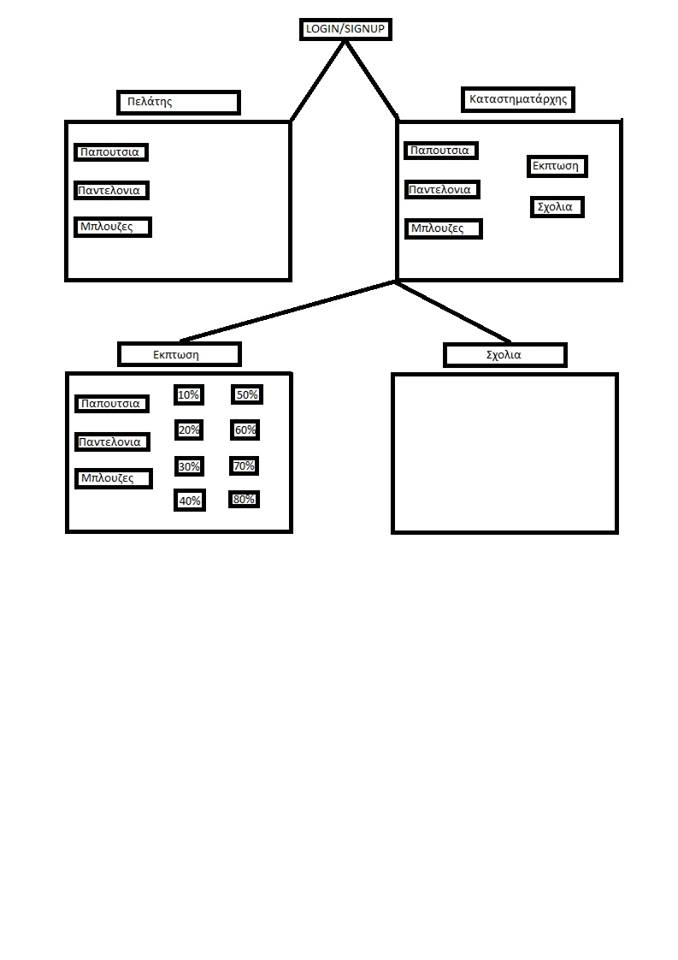 LOGIN/SIGNUP
Πελάτης
Καταστηματάρχης
Παπουτσια
Παντελονια
Μπλουζες
Παπουτσια
Παντελονια
Μπλουζες
Εκπτωση
Σχολια
Εκπτωση
Σχολια
Παπουτσια
Παντελονια
Μπλουζες
10%
50%
20%
60%
30%
70%
40%
80%